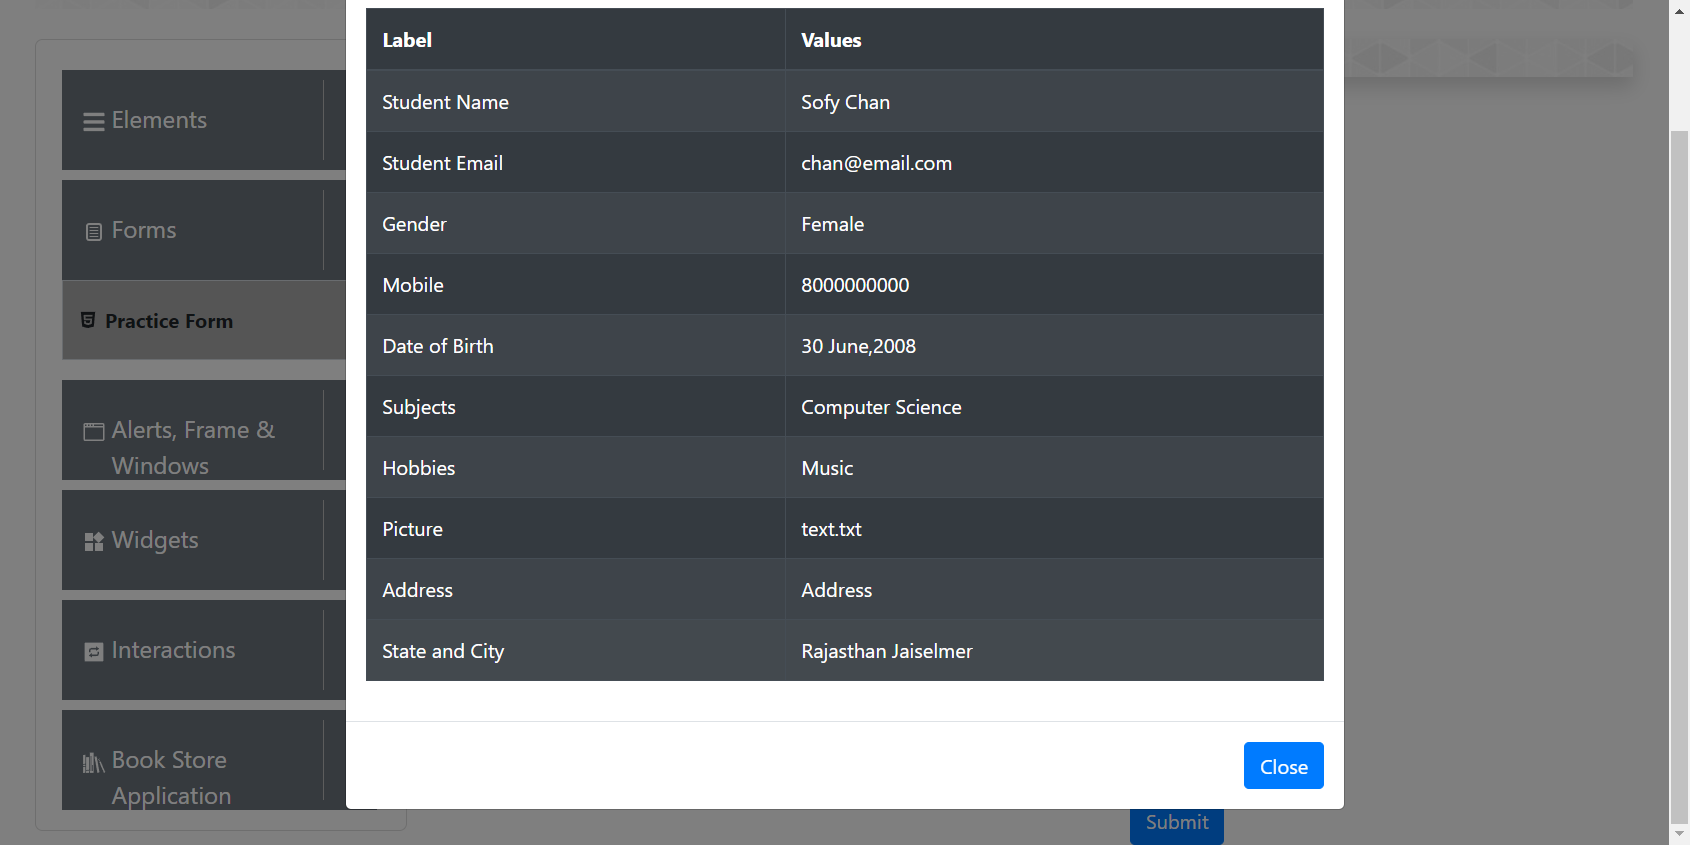 Elements
Forms
Practice Form
Alerts, Frame &
Windows
Widgets
Interactions
Book Store
Application
Label Values
Student Name Sofy Chan
Student Email chan@email.com
Gender Female
Mobile 8000000000
Date of Birth 30 June,2008
Subjects Computer Science
Hobbies Music
Picture text.txt
Address Address
State and City Rajasthan Jaiselmer
Close
Submit